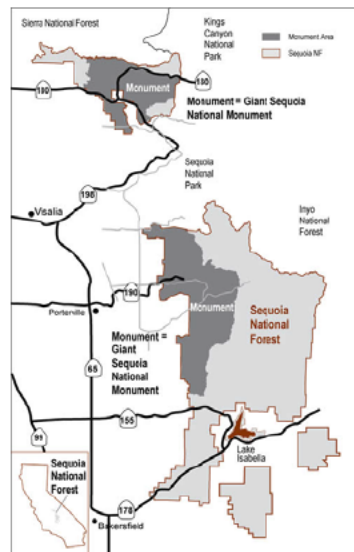 Sierra National Forest
Kings
Canyon
National
Park
Monument Area
Sequoia NF
180
180
Monument
Monument = Giant Sequoia
National Monument
Sequoia
National
Park
198
Visalia
Inyo
National
Forest
190
Porterville
Monument
Sequoia
National
Forest
Monument =
Giant
Sequoia
National
Monument
65
155
91
Lake
Isabella
Sequoia
National
Forest
178
Bakersfield